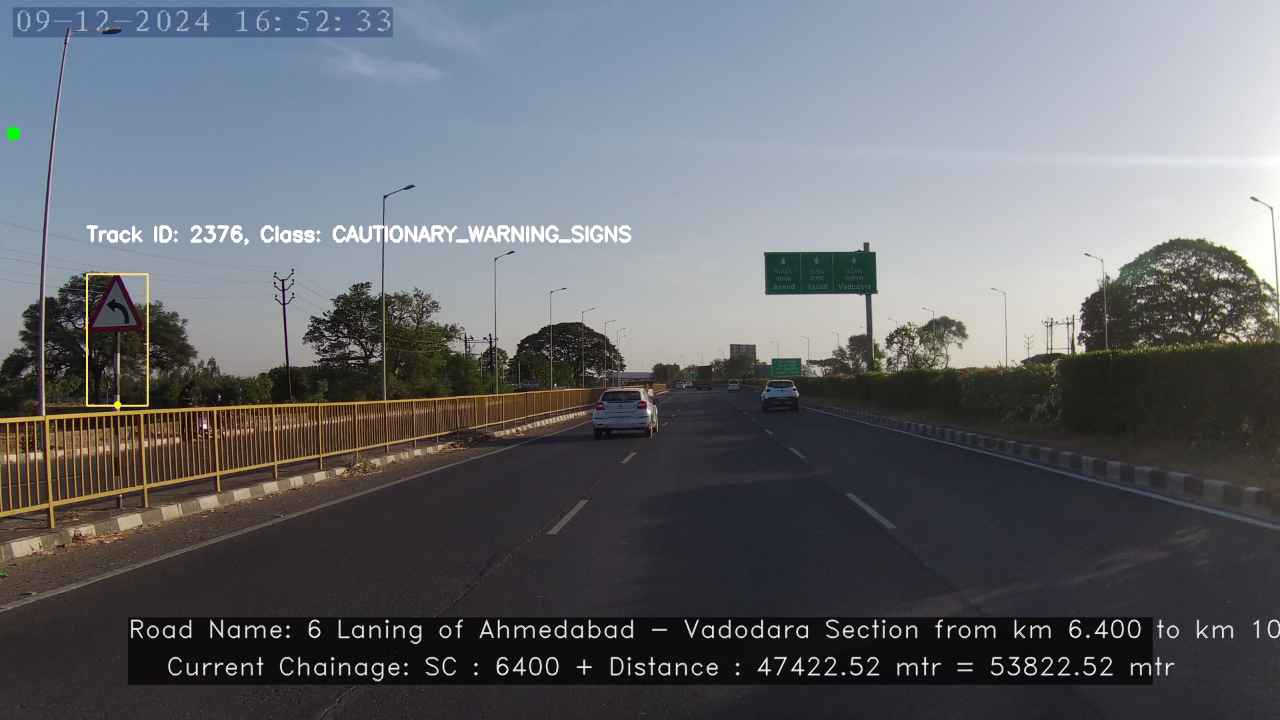 09-12-2024 16:52:33
Track ID: 2376, Class: CAUTIONARY_WARNING_SIGNS
Vadodara
Road Name: 6 Laning of Ahmedabad - Vadodara Section from km 6.400 to km 10
Current Chainage: SC : 6400 + Distance : 47422.52 mtr = 53822.52 mtr